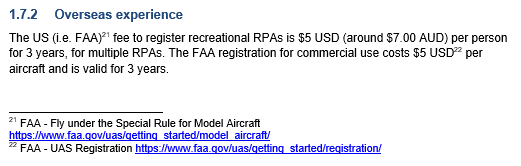 1.7.2 Overseas experience
The US (i.e. FAA)21 fee to register recreational RPAs is $5 USD (around $7.00 AUD) per person
for 3 years, for multiple RPAs. The FAA registration for commercial use costs $5 USD22 per
aircraft and is valid for 3 years.
21 FAA - Fly under the Special Rule for Model Aircraft
https://www.faa.gov/uas/getting_started/model_aircraft/
22 FAA - UAS Registration https://www.faa.gov/uas/getting_started/registration/